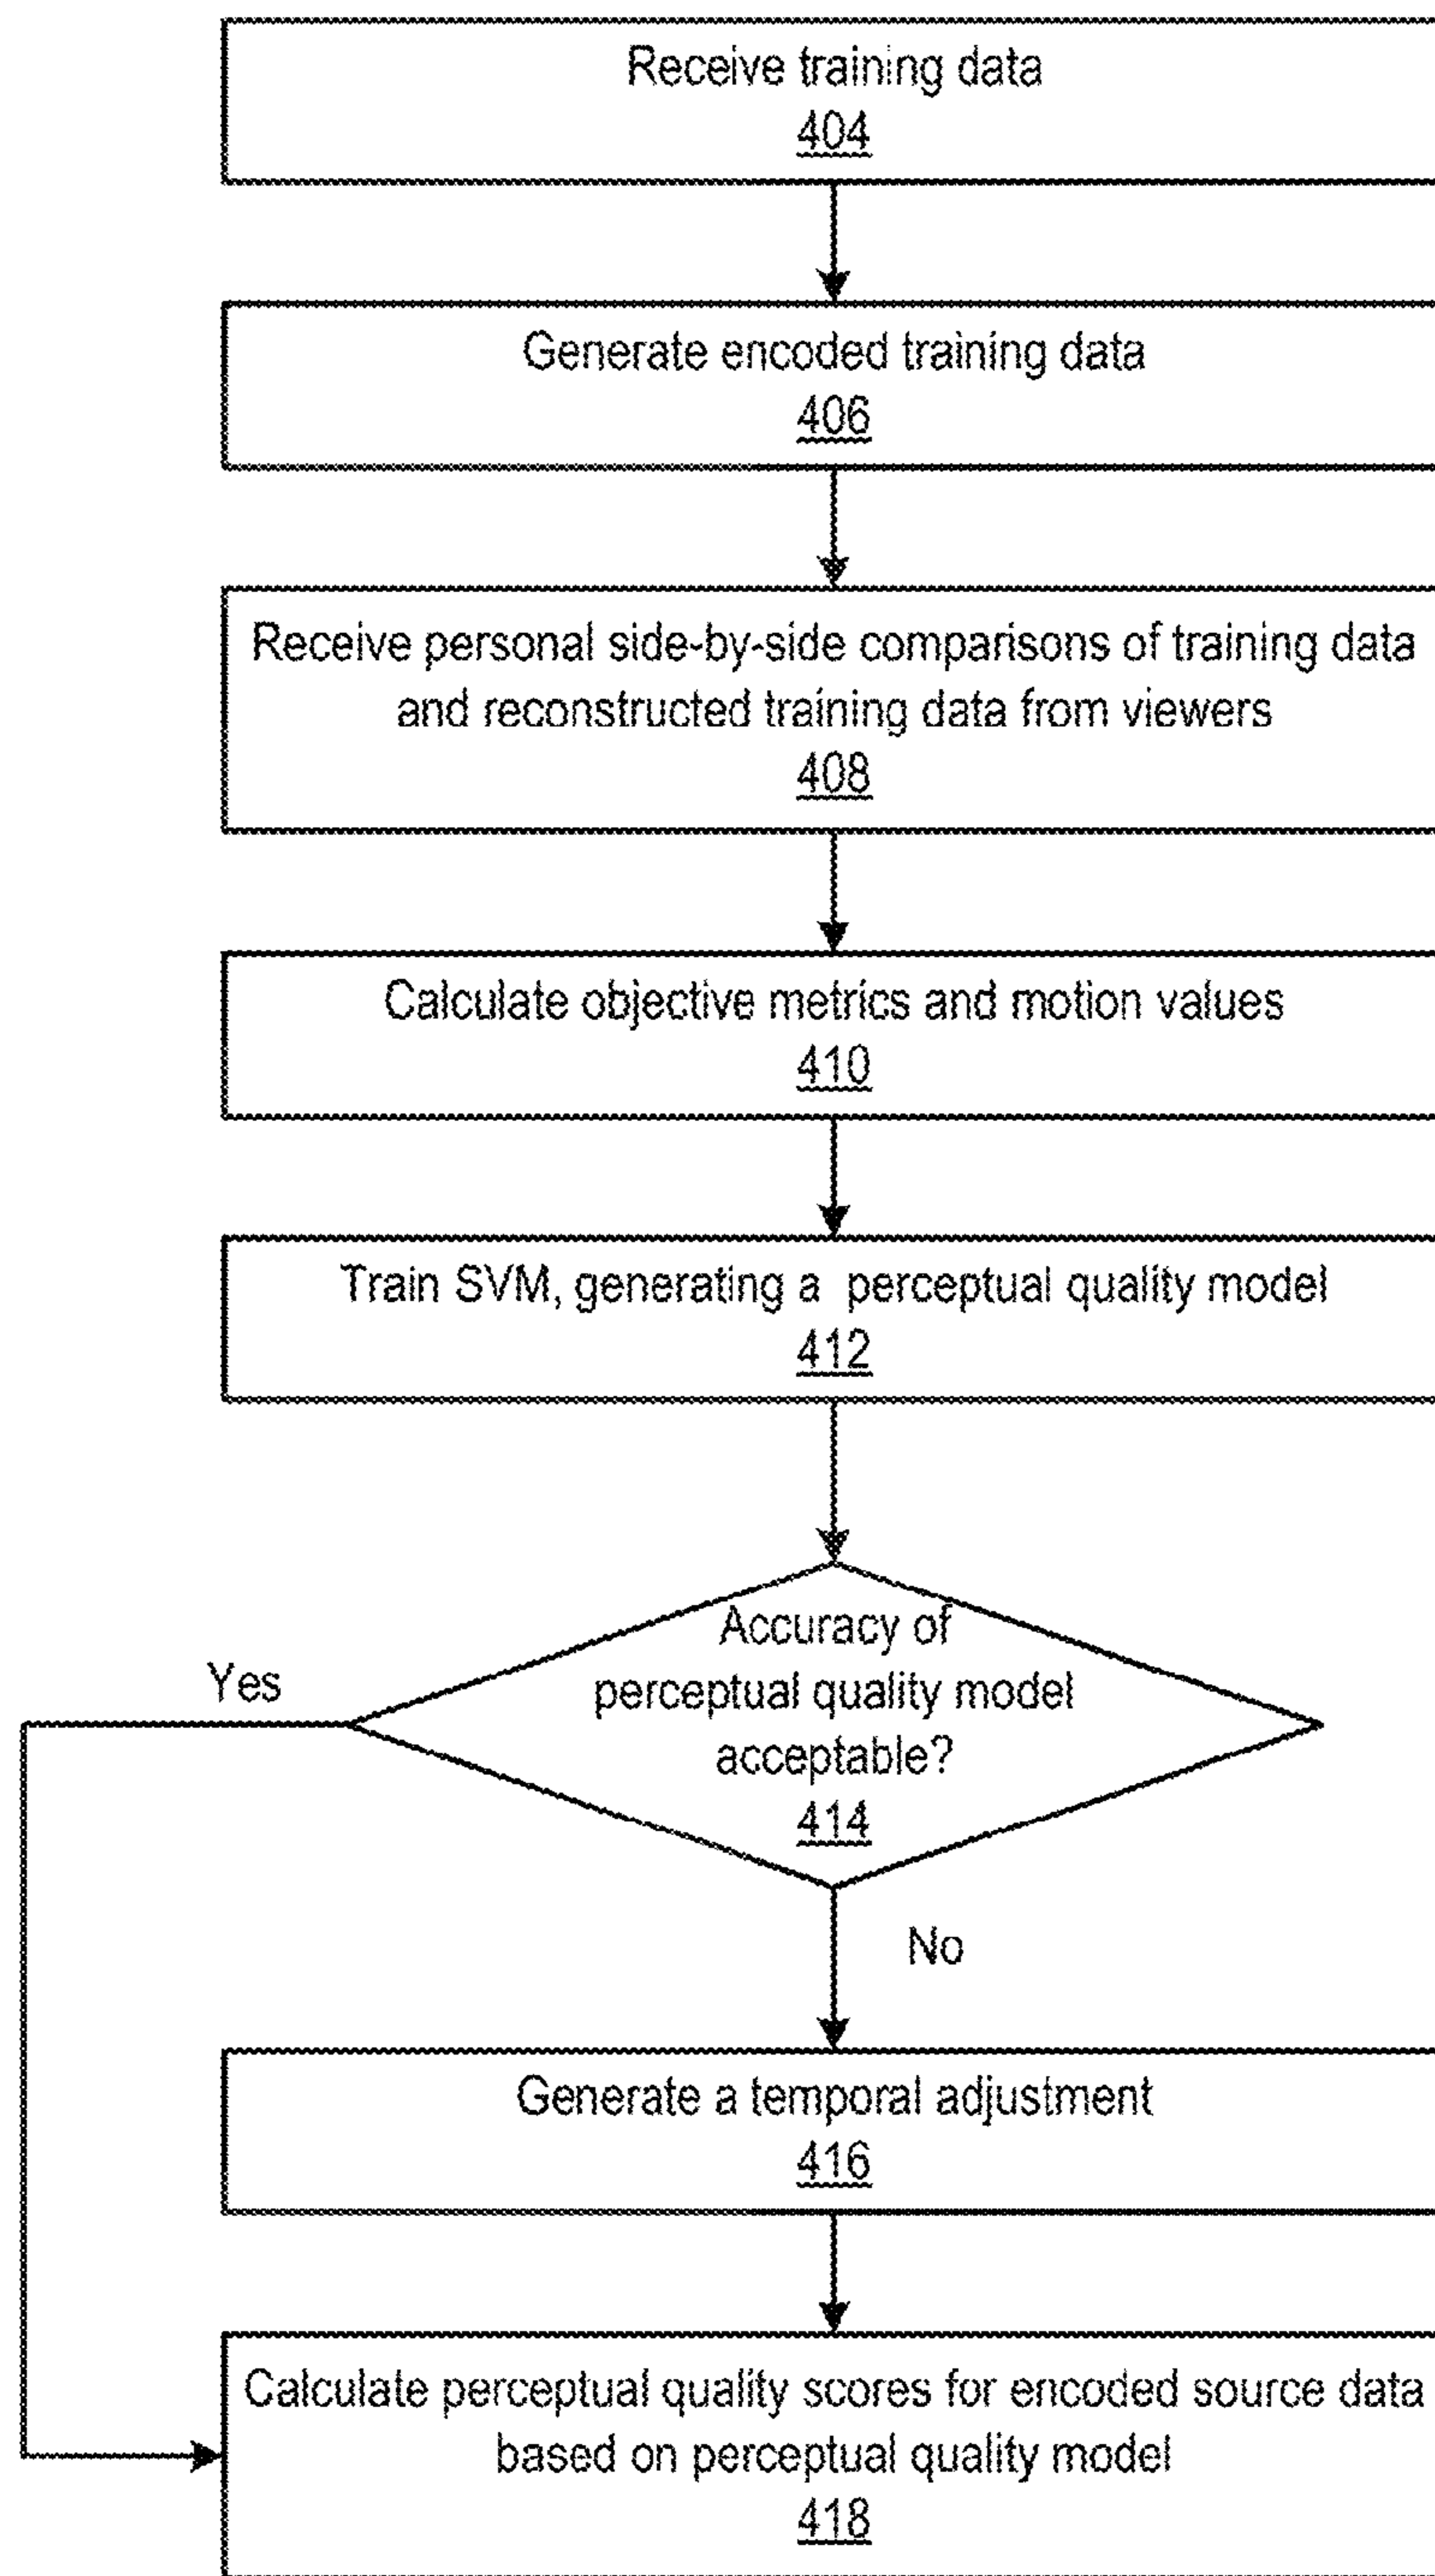 Receive training data
404
Generate encoded training data
406
Receive personal side-by-side comparisons of training data
and reconstructed training data from viewers
408
Calculate objective metrics and motion values
410
Train SVM, generating a perceptual quality model
412
Accuracy of
perceptual quality model
acceptable?
414
Yes
No
Generate a temporal adjustment
416
Calculate perceptual quality scores for encoded source data
based on perceptual quality model
418